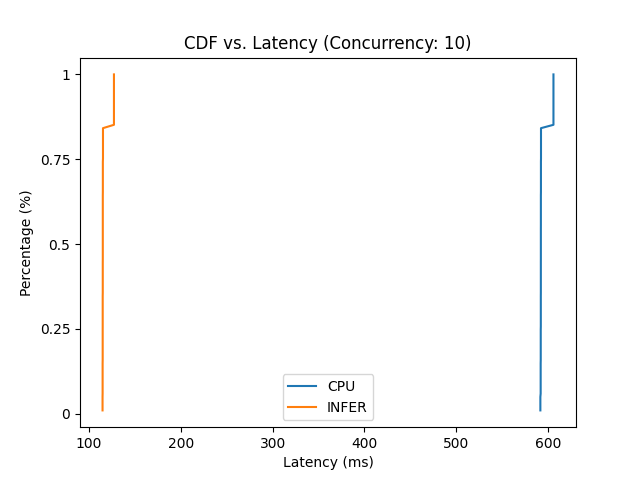 CDF vs. Latency (Concurrency: 10)
Percentage (%)
1
0.75
0.5
0.25
0
CPU
INFER
100 200 300 400 500 600
Latency (ms)